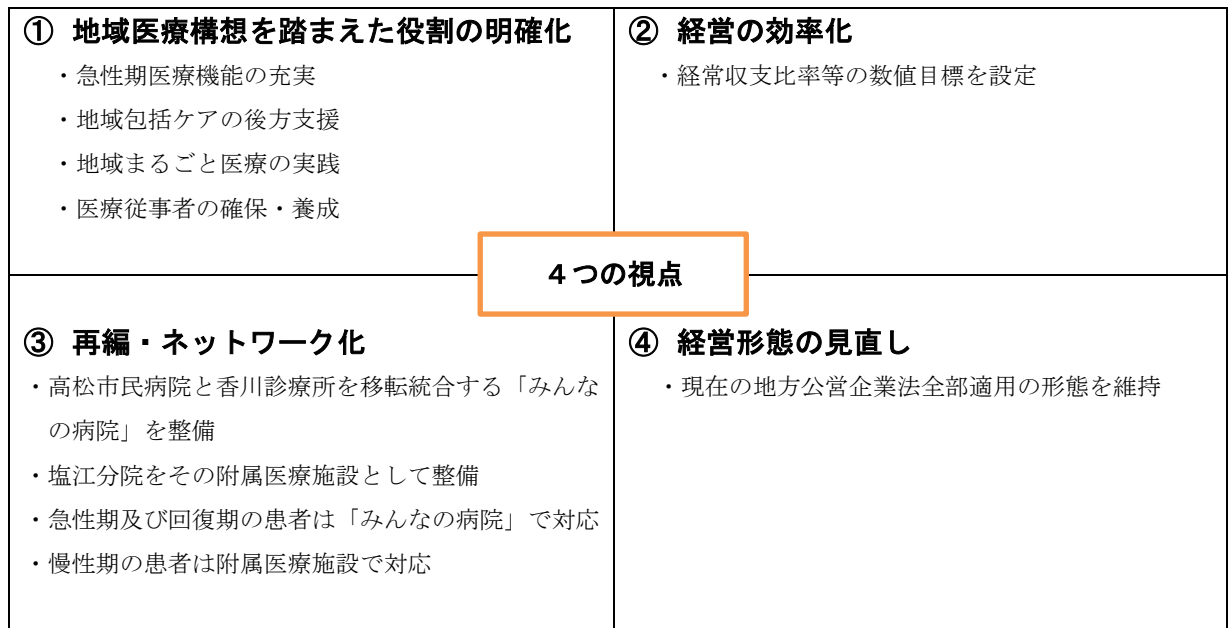 ① 地域医療構想を踏まえた役割の明確化
・急性期医療機能の充実
・地域包括ケアの後方支援
・地域まるごと医療の実践
・医療従事者の確保・養成
② 経営の効率化
・経常収支比率等の数値目標を設定
4つの視点
③ 再編・ネットワーク化
・高松市民病院と香川診療所を移転統合する「みんな
の病院」を整備
・塩江分院をその附属医療施設として整備
・急性期及び回復期の患者は「みんなの病院」で対応
・慢性期の患者は附属医療施設で対応
④ 経営形態の見直し
・現在の地方公営企業法全部適用の形態を維持